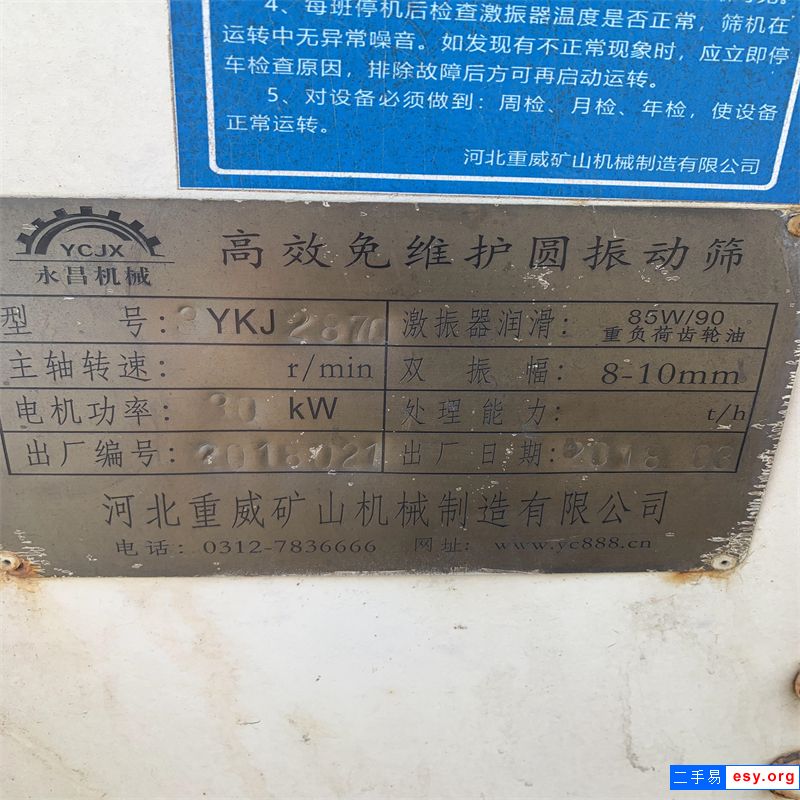 4、每班停机后检查激振器温度是否正常，筛机在
运转中无异常噪音。如发现有不正常现象时，应立即停
车检查原因，排除故障后方可再启动运转。
5、对设备必须做到：周检、月检、年检，使设备
正常运转。
河北重威矿山机械制造有限公司
YCJX
永昌机械
高效免维护圆振动筛
型 号：3YKJ 2870 激振器润滑：85W/90 重负荷齿轮油
主轴转速： r/min 双 振 幅：8-10mm
电机功率：30 kW 处理能力： t/h
出厂编号：2018021 出厂日期：2018 03
河北重威矿山机械制造有限公司
电话：0312-7836666 网址：www.yc888.cn
二手易 esy.org